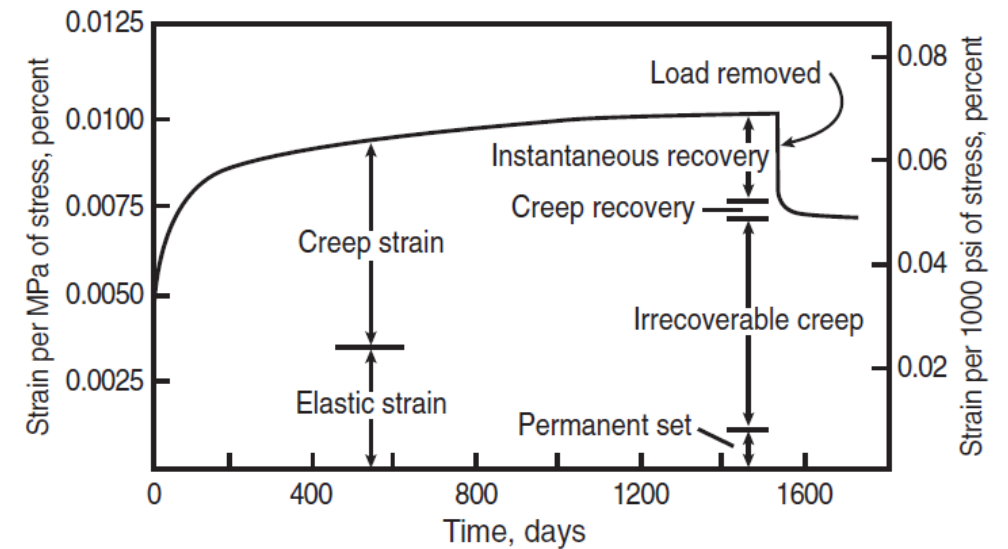 0.0125
0.0100
0.0075
0.0050
0.0025
Strain per MPa of stress, percent
0.08
0.06
0.04
0.02
Strain per 1000 psi of stress, percent
Load removed
Instantaneous recovery
Creep recovery
Creep strain
Irrecoverable creep
Elastic strain
Permanent set
0 400 800 1200 1600
Time, days